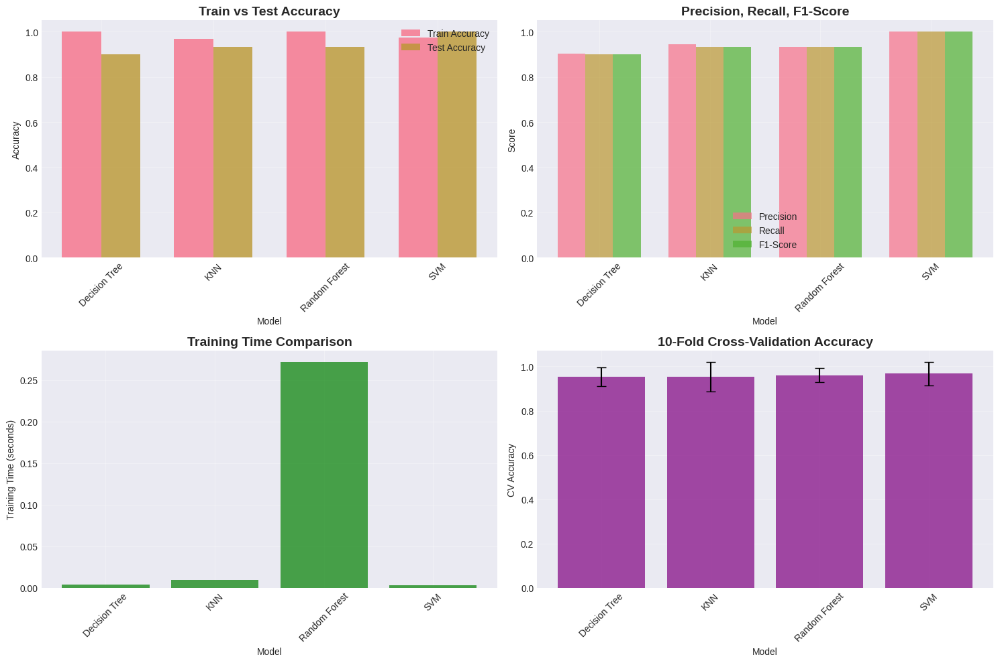 Train vs Test Accuracy
Train Accuracy
Test Accuracy
1.0
0.8
0.6
0.4
0.2
0.0
Accuracy
Decision Tree
KNN
Random Forest
SVM
Model
Precision, Recall, F1-Score
1.0
0.8
0.6
0.4
0.2
0.0
Score
Precision
Recall
F1-Score
Decision Tree
KNN
Random Forest
SVM
Model
Training Time Comparison
0.25
0.20
0.15
0.10
0.05
0.00
Training Time (seconds)
Decision Tree
KNN
Random Forest
SVM
Model
10-Fold Cross-Validation Accuracy
1.0
0.8
0.6
0.4
0.2
0.0
CV Accuracy
Decision Tree
KNN
Random Forest
SVM
Model